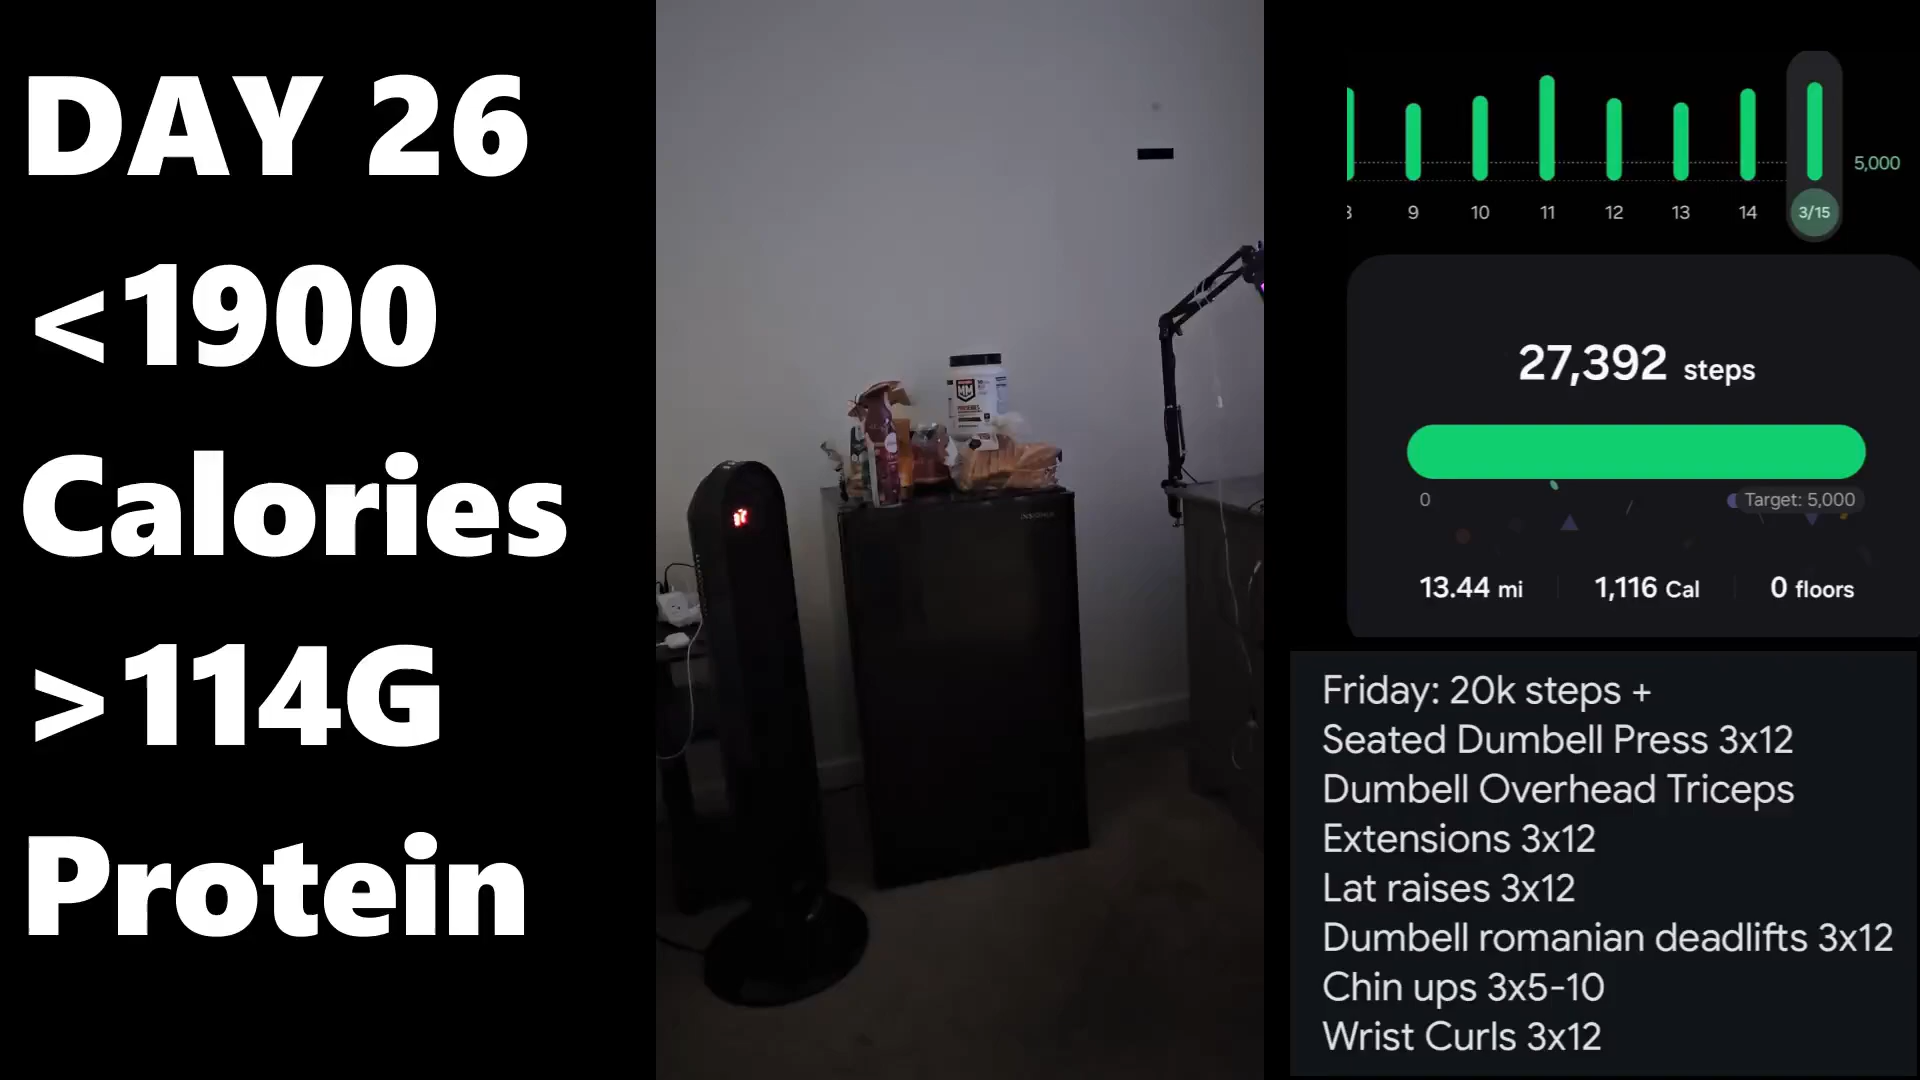 DAY 26
<1900
Calories
>114G
Protein
INSIGNIA
5,000
9 10 11 12 13 14 3/15
27,392 steps
0 Target: 5,000
13.44 mi 1,116 Cal 0 floors
Friday: 20k steps +
Seated Dumbell Press 3x12
Dumbell Overhead Triceps
Extensions 3x12
Lat raises 3x12
Dumbell romanian deadlifts 3x12
Chin ups 3x5-10
Wrist Curls 3x12